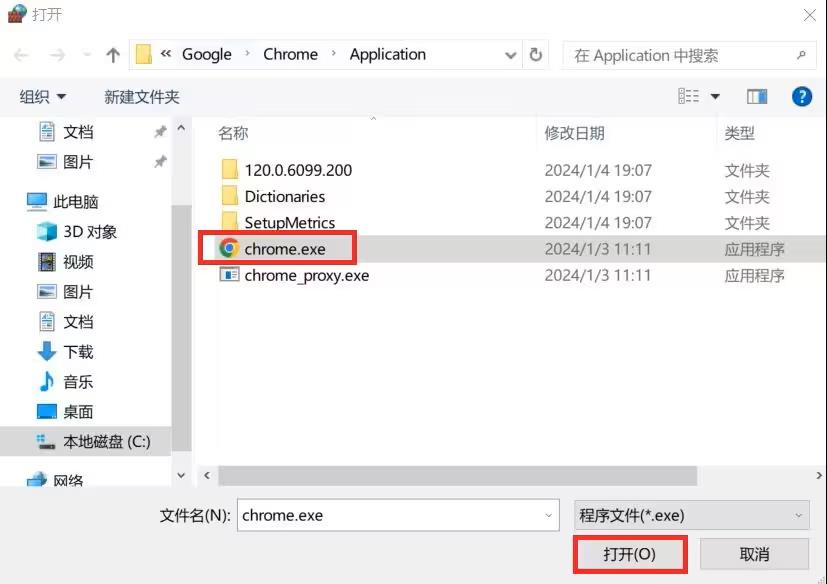 打开
« Google › Chrome › Application
在 Application 中搜索
组织 新建文件夹
文档
图片
此电脑
3D 对象
视频
图片
文档
下载
音乐
桌面
本地磁盘 (C:)
网络
名称 修改日期 类型
120.0.6099.200 2024/1/4 19:07 文件夹
Dictionaries 2024/1/4 19:07 文件夹
SetupMetrics 2024/1/4 19:07 文件夹
chrome.exe 2024/1/3 11:11 应用程序
chrome_proxy.exe 2024/1/3 11:11 应用程序
文件名(N): chrome.exe 程序文件(*.exe)
打开(O) 取消